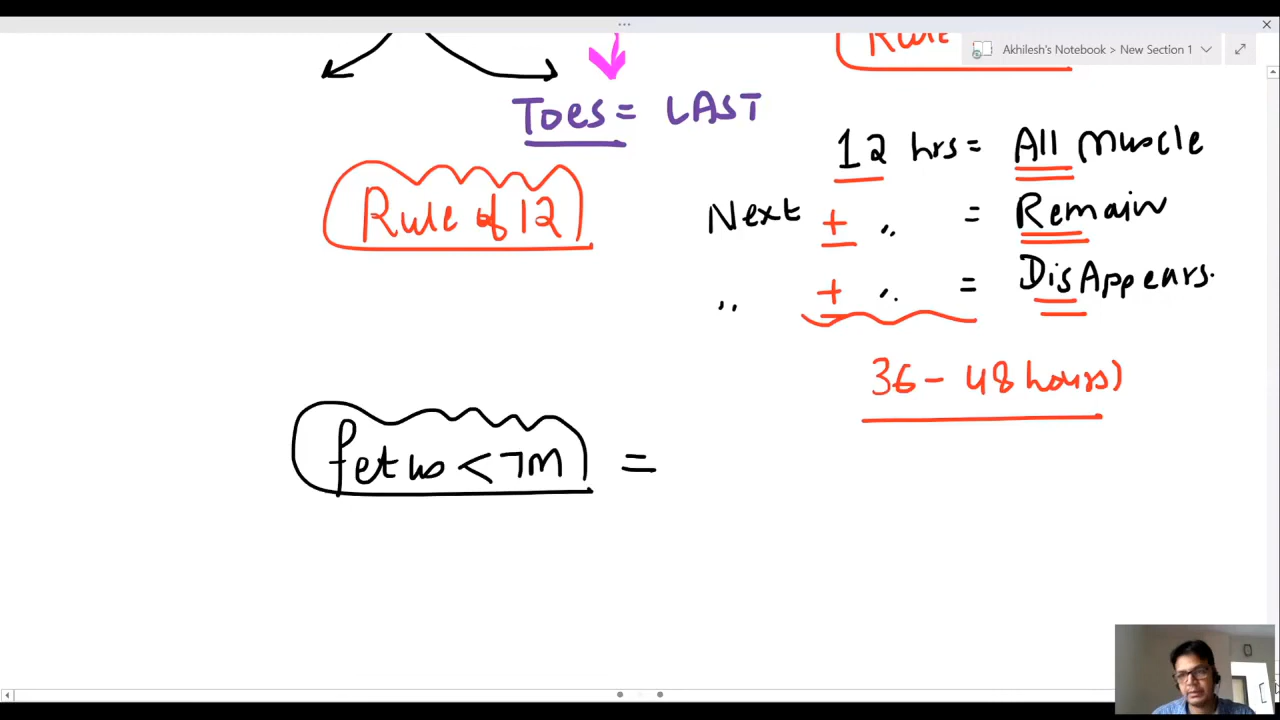 Rule
Akhilesh's Notebook > New Section 1
Toes = LAST
12 hrs = All Muscle
Rule of 12
Next + ,, = Remain
,, + ,, = DisAppears.
36 - 48 hours)
fetus < 7M =